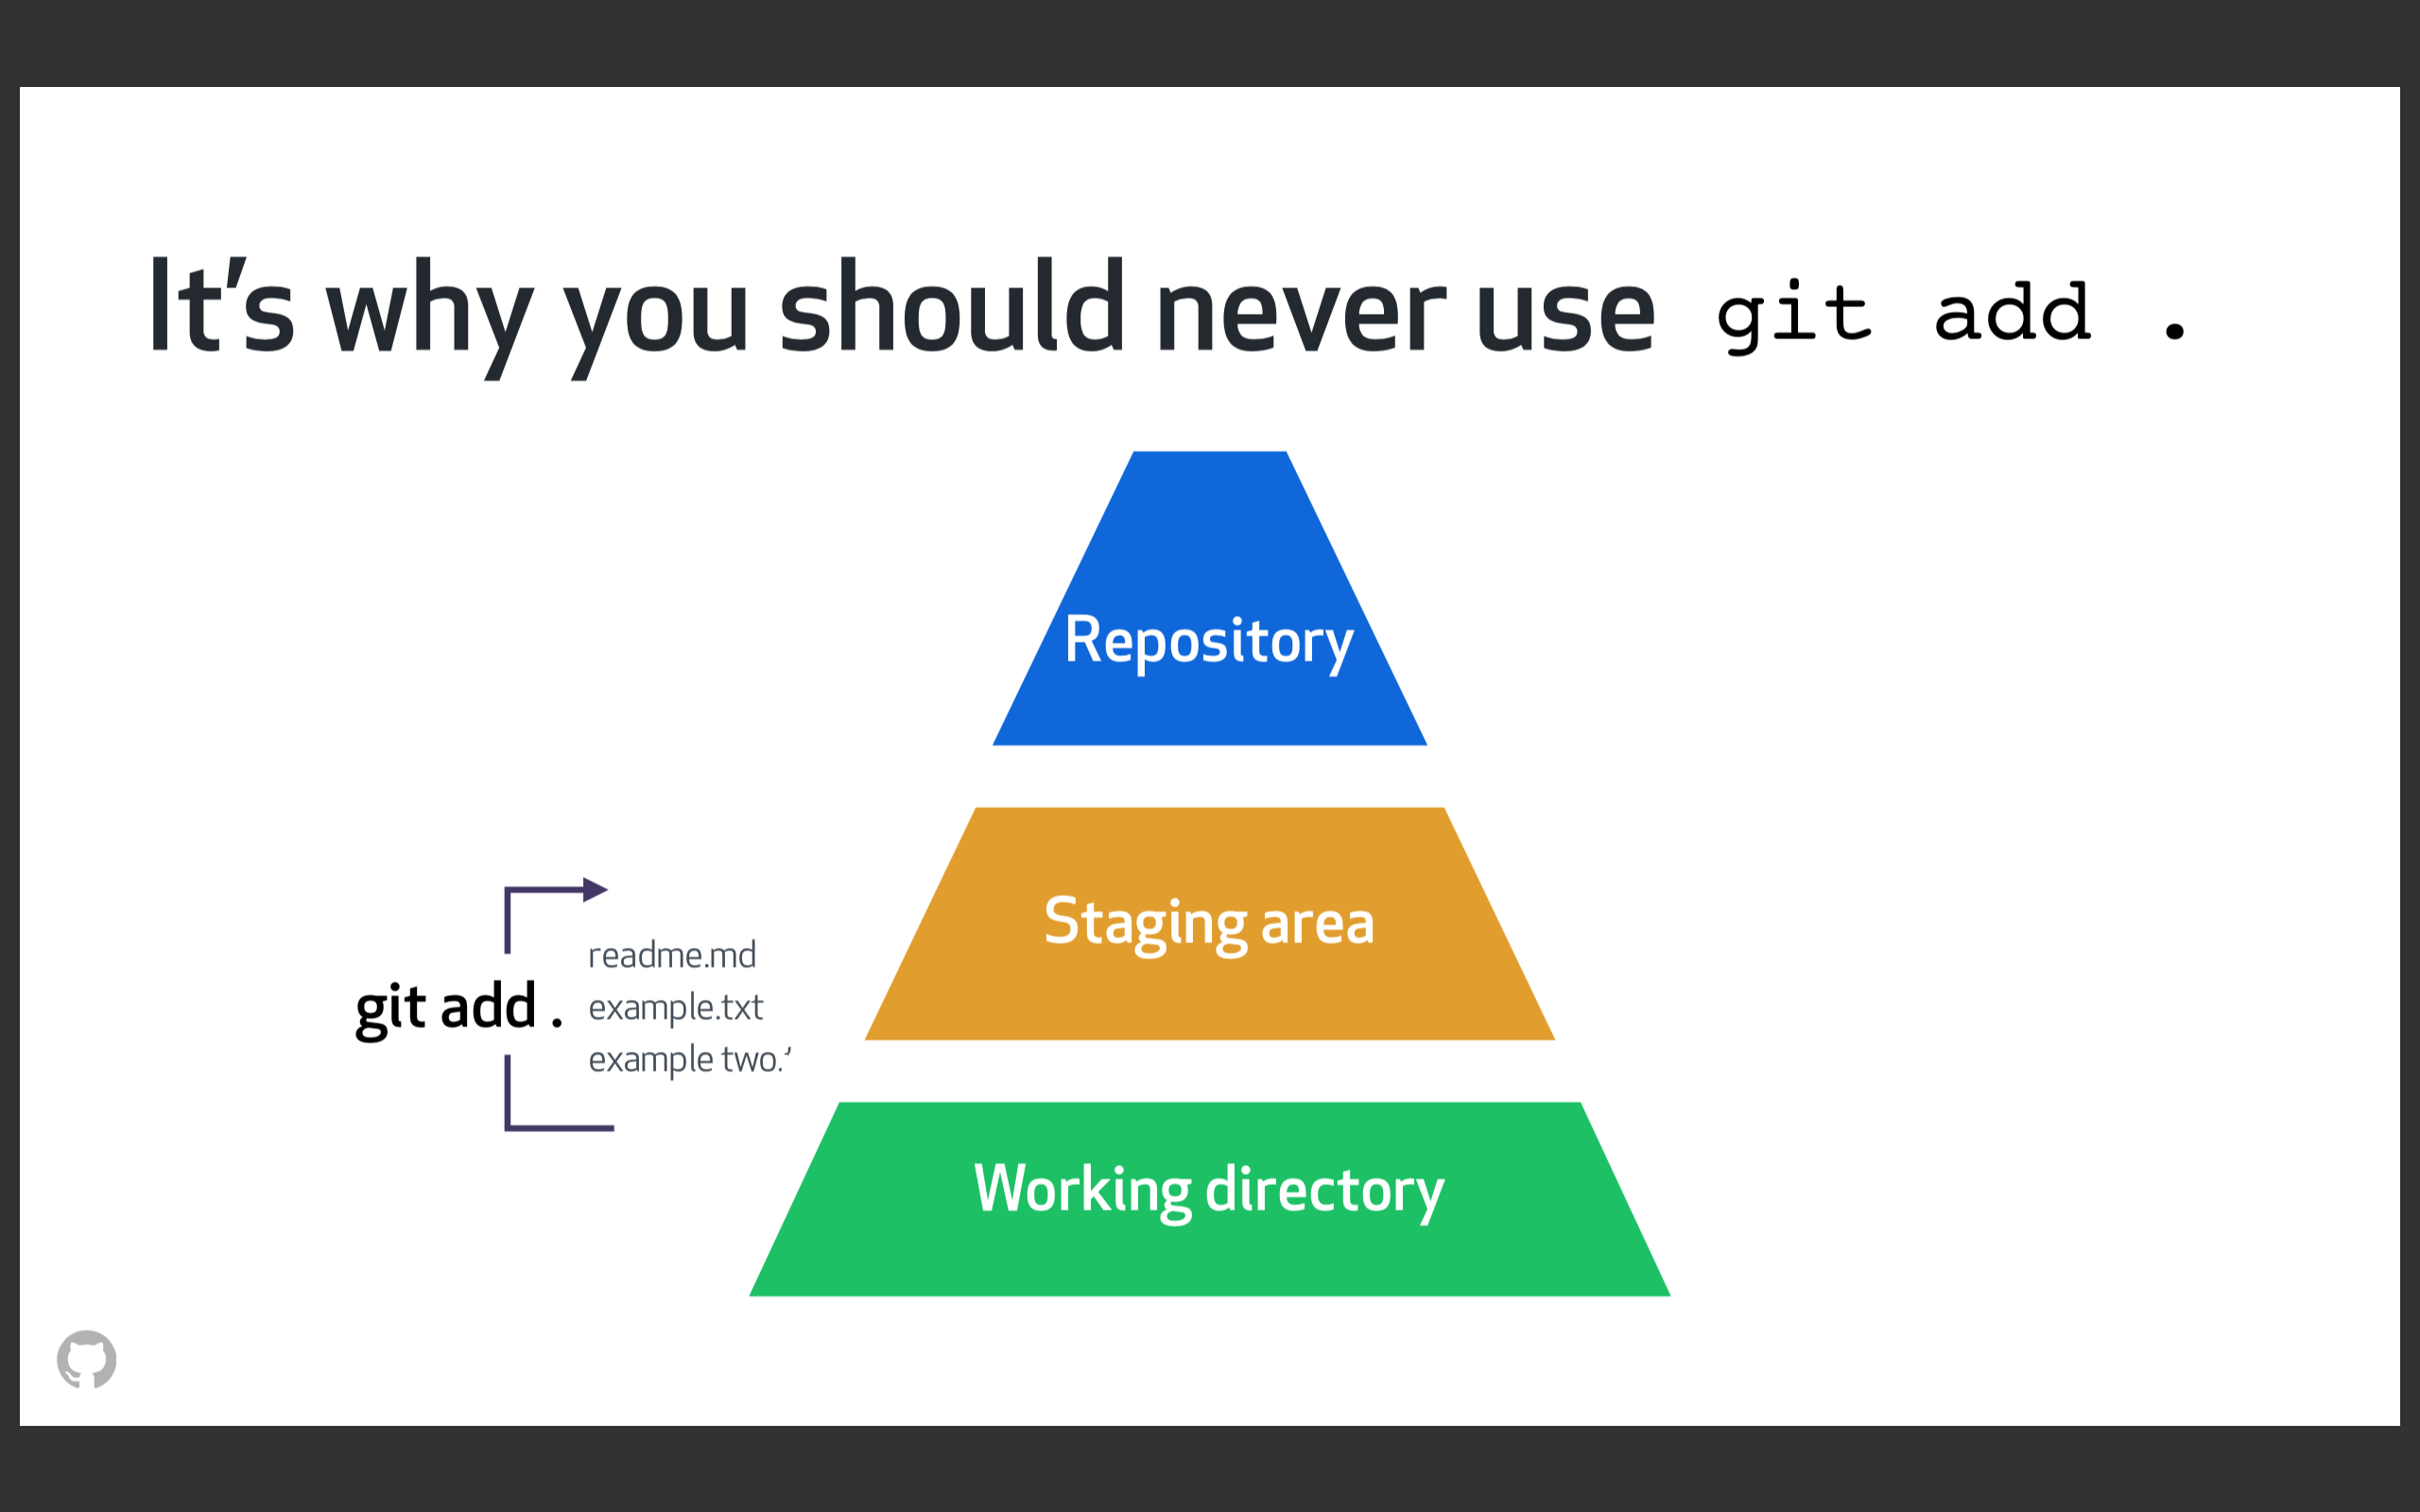 It’s why you should never use git add .
Repository
Staging area
readme.md
git add .
example.txt
example two.’
Working directory